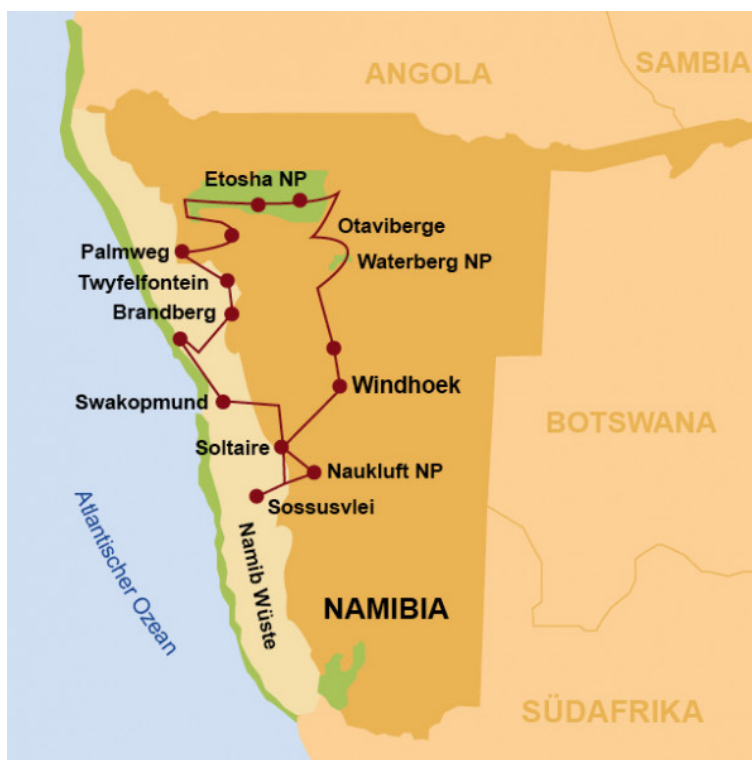 SAMBIA
ANGOLA
Etosha NP
Otaviberge
Palmweg
Waterberg NP
Twyfelfontein
Brandberg
Windhoek
Swakopmund
BOTSWANA
Soltaire
Naukluft NP
Sossusvlei
Atlantischer Ozean
Namib Wüste
NAMIBIA
SÜDAFRIKA